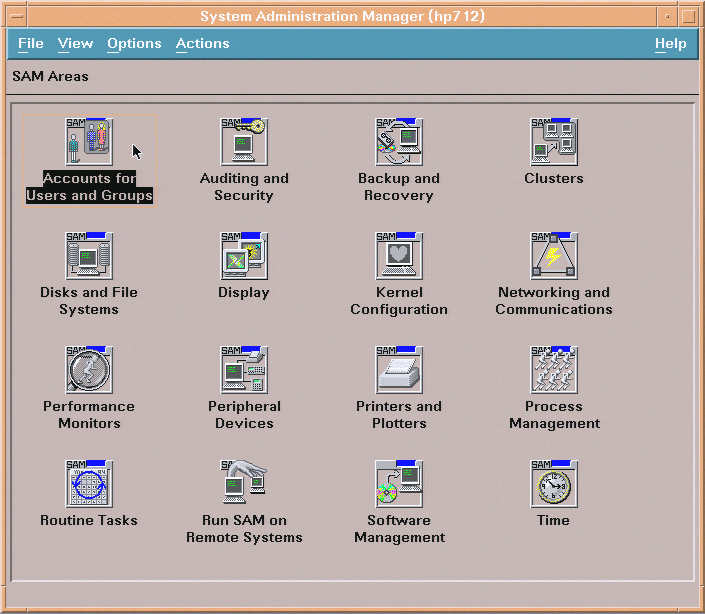 System Administration Manager (hp712)
File View Options Actions Help
SAM Areas
SAM SAM SAM SAM
Accounts for Users and Groups
Auditing and Security
Backup and Recovery
Clusters
SAM SAM SAM SAM
Disks and File Systems
Display
Kernel Configuration
Networking and Communications
SAM SAM SAM SAM
Performance Monitors
Peripheral Devices
Printers and Plotters
Process Management
SAM SAM SAM SAM
Routine Tasks
Run SAM on Remote Systems
Software Management
Time